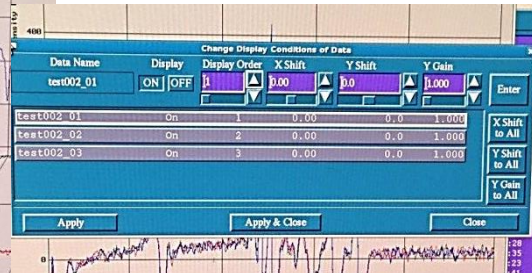 400
Change Display Conditions of Data
Data Name Display Display Order X Shift Y Shift Y Gain
test002_01 ON OFF 1 0.00 0.0 1.000 Enter
test002_01 On 1 0.00 0.0 1.000
test002_02 On 2 0.00 0.0 1.000
test002_03 On 3 0.00 0.0 1.000
X Shift
to All
Y Shift
to All
Y Gain
to All
Apply Apply & Close Close
:28
:33
:23